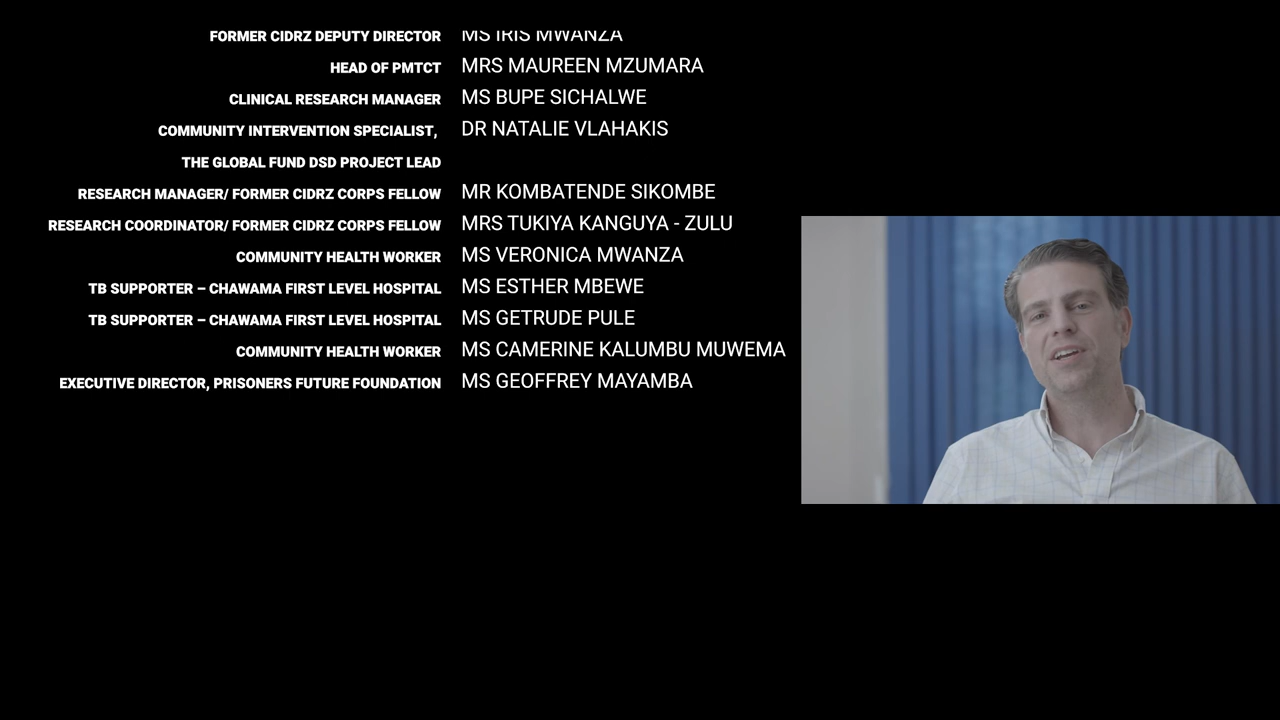 FORMER CIDRZ DEPUTY DIRECTOR MS IRIS MWANZA
HEAD OF PMTCT MRS MAUREEN MZUMARA
CLINICAL RESEARCH MANAGER MS BUPE SICHALWE
COMMUNITY INTERVENTION SPECIALIST, DR NATALIE VLAHAKIS
THE GLOBAL FUND DSD PROJECT LEAD
RESEARCH MANAGER/ FORMER CIDRZ CORPS FELLOW MR KOMBATENDE SIKOMBE
RESEARCH COORDINATOR/ FORMER CIDRZ CORPS FELLOW MRS TUKIYA KANGUYA - ZULU
COMMUNITY HEALTH WORKER MS VERONICA MWANZA
TB SUPPORTER – CHAWAMA FIRST LEVEL HOSPITAL MS ESTHER MBEWE
TB SUPPORTER – CHAWAMA FIRST LEVEL HOSPITAL MS GETRUDE PULE
COMMUNITY HEALTH WORKER MS CAMERINE KALUMBU MUWEMA
EXECUTIVE DIRECTOR, PRISONERS FUTURE FOUNDATION MS GEOFFREY MAYAMBA